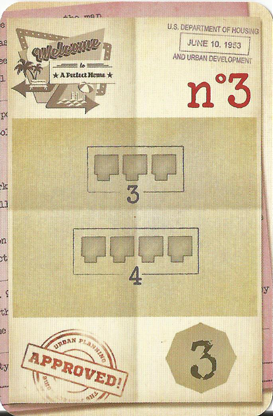 U.S. DEPARTMENT OF HOUSING
JUNE 10, 1953
AND URBAN DEVELOPMENT
Welcome
to
A Perfect Home
n°3
3
4
URBAN PLANNING
APPROVED!
3